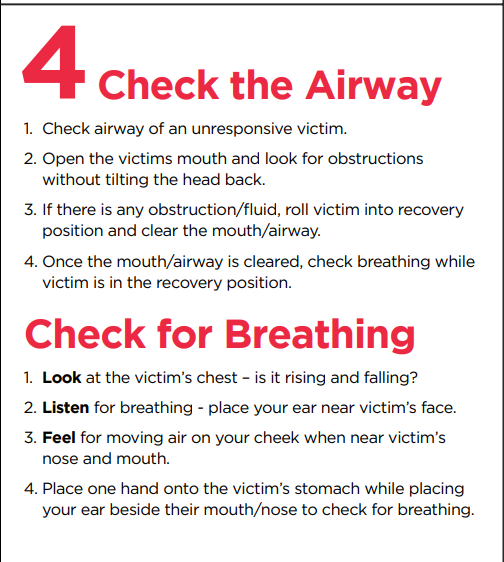 4 Check the Airway
1. Check airway of an unresponsive victim.
2. Open the victims mouth and look for obstructions
without tilting the head back.
3. If there is any obstruction/fluid, roll victim into recovery
position and clear the mouth/airway.
4. Once the mouth/airway is cleared, check breathing while
victim is in the recovery position.
Check for Breathing
1. Look at the victim's chest – is it rising and falling?
2. Listen for breathing - place your ear near victim's face.
3. Feel for moving air on your cheek when near victim's
nose and mouth.
4. Place one hand onto the victim's stomach while placing
your ear beside their mouth/nose to check for breathing.